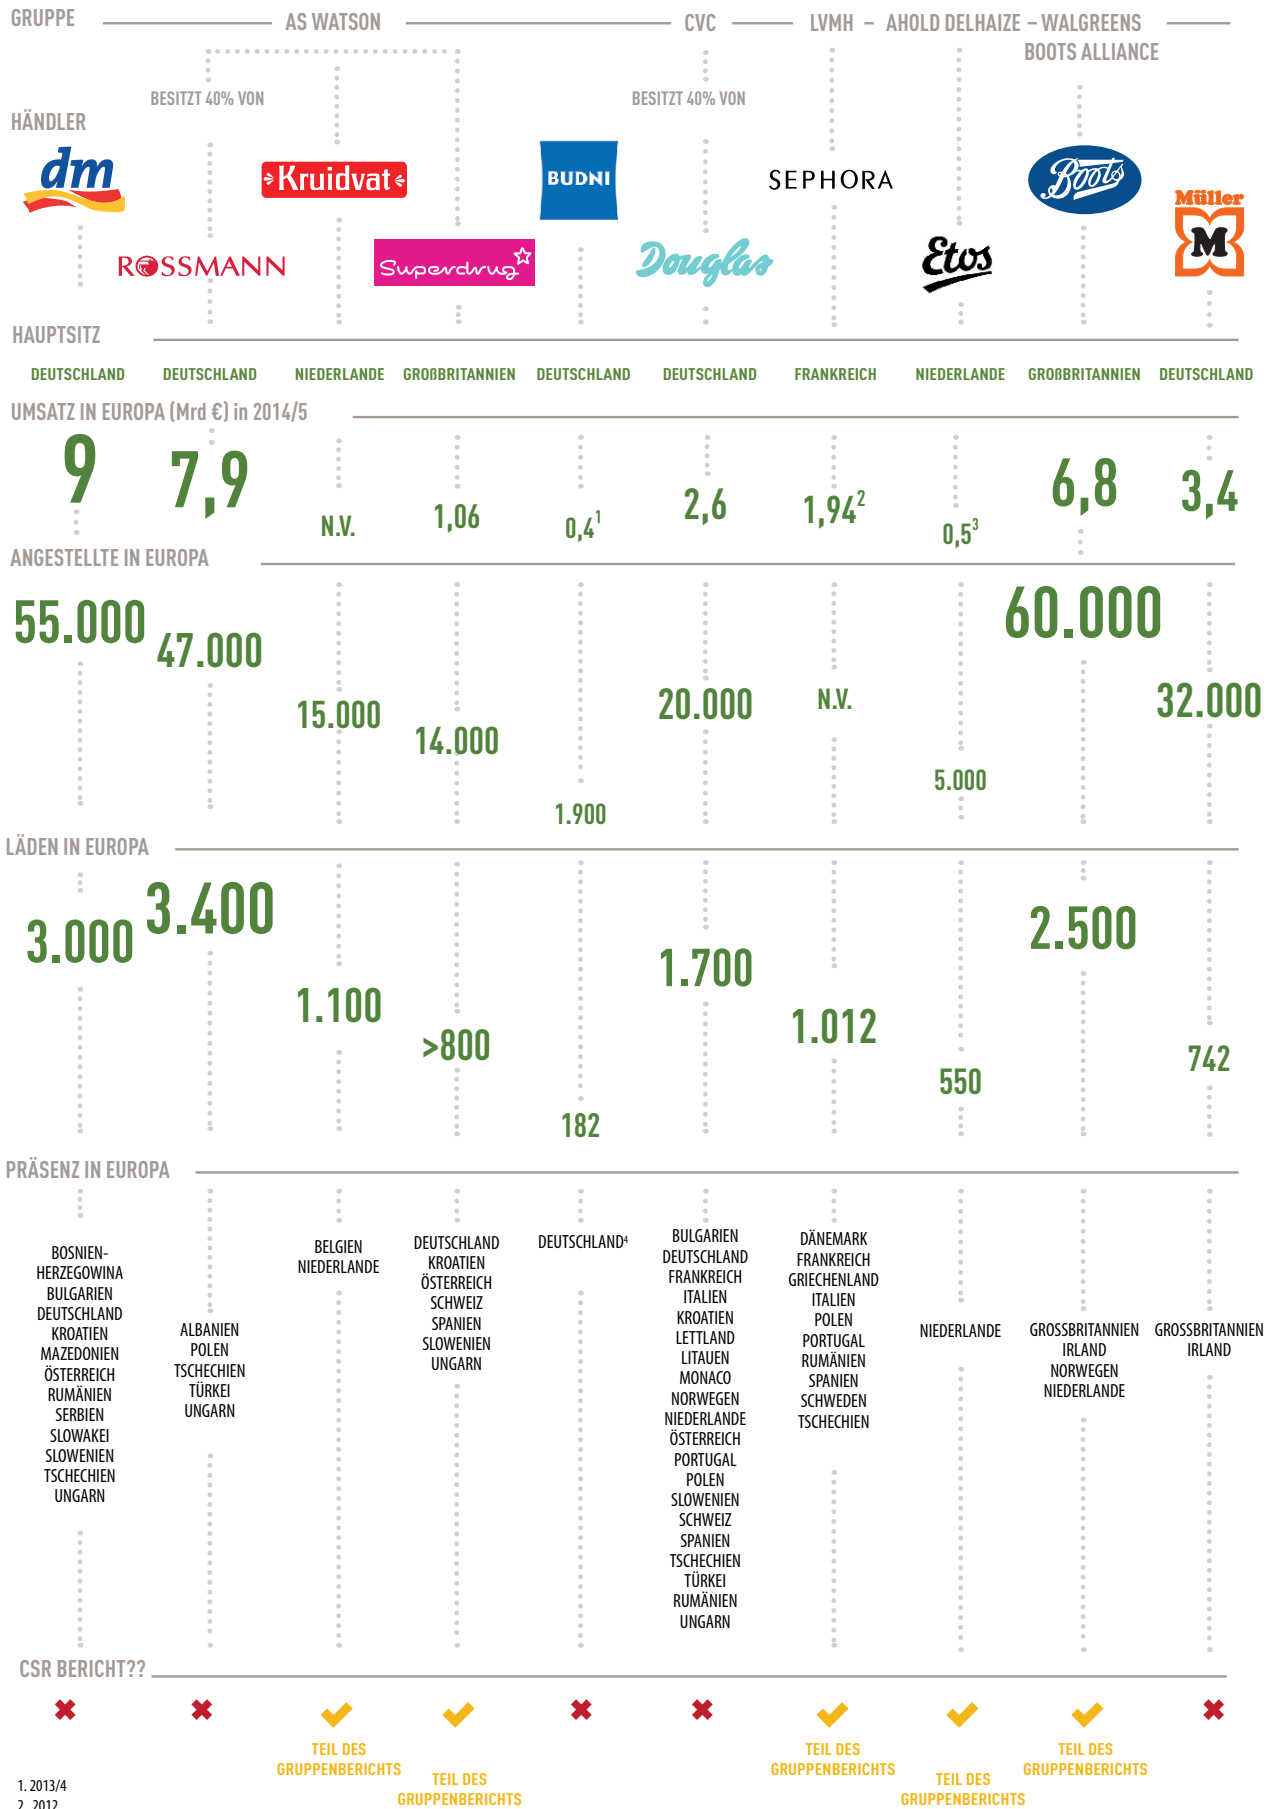 GRUPPE
AS WATSON
CVC
LVMH – AHOLD DELHAIZE – WALGREENS
BOOTS ALLIANCE
BESITZT 40% VON
BESITZT 40% VON
HÄNDLER
dm
Kruidvat
BUDNI
SEPHORA
Boots
Müller
M
ROSSMANN
Superdrug
Douglas
Etos
HAUPTSITZ
DEUTSCHLAND DEUTSCHLAND NIEDERLANDE GROßBRITANNIEN DEUTSCHLAND DEUTSCHLAND FRANKREICH NIEDERLANDE GROßBRITANNIEN DEUTSCHLAND
UMSATZ IN EUROPA (Mrd €) in 2014/5
9
7,9
N.V.
1,06
0,4¹
2,6
1,94²
0,5³
6,8
3,4
ANGESTELLTE IN EUROPA
55.000
47.000
15.000
14.000
1.900
20.000
N.V.
5.000
60.000
32.000
LÄDEN IN EUROPA
3.000
3.400
1.100
>800
182
1.700
1.012
550
2.500
742
PRÄSENZ IN EUROPA
BOSNIEN-
HERZEGOWINA
BULGARIEN
DEUTSCHLAND
KROATIEN
MAZEDONIEN
ÖSTERREICH
RUMÄNIEN
SERBIEN
SLOWAKEI
SLOWENIEN
TSCHECHIEN
UNGARN
ALBANIEN
POLEN
TSCHECHIEN
TÜRKEI
UNGARN
BELGIEN
NIEDERLANDE
DEUTSCHLAND
KROATIEN
ÖSTERREICH
SCHWEIZ
SPANIEN
SLOWENIEN
UNGARN
DEUTSCHLAND⁴
BULGARIEN
DEUTSCHLAND
FRANKREICH
ITALIEN
KROATIEN
LETTLAND
LITAUEN
MONACO
NORWEGEN
NIEDERLANDE
ÖSTERREICH
PORTUGAL
POLEN
SLOWENIEN
SCHWEIZ
SPANIEN
TSCHECHIEN
TÜRKEI
RUMÄNIEN
UNGARN
DÄNEMARK
FRANKREICH
GRIECHENLAND
ITALIEN
POLEN
PORTUGAL
RUMÄNIEN
SPANIEN
SCHWEDEN
TSCHECHIEN
NIEDERLANDE
GROSSBRITANNIEN
IRLAND
NORWEGEN
NIEDERLANDE
GROSSBRITANNIEN
IRLAND
CSR BERICHT??
TEIL DES
GRUPPENBERICHTS
TEIL DES
GRUPPENBERICHTS
TEIL DES
GRUPPENBERICHTS
TEIL DES
GRUPPENBERICHTS
TEIL DES
GRUPPENBERICHTS
1. 2013/4
2. 2012